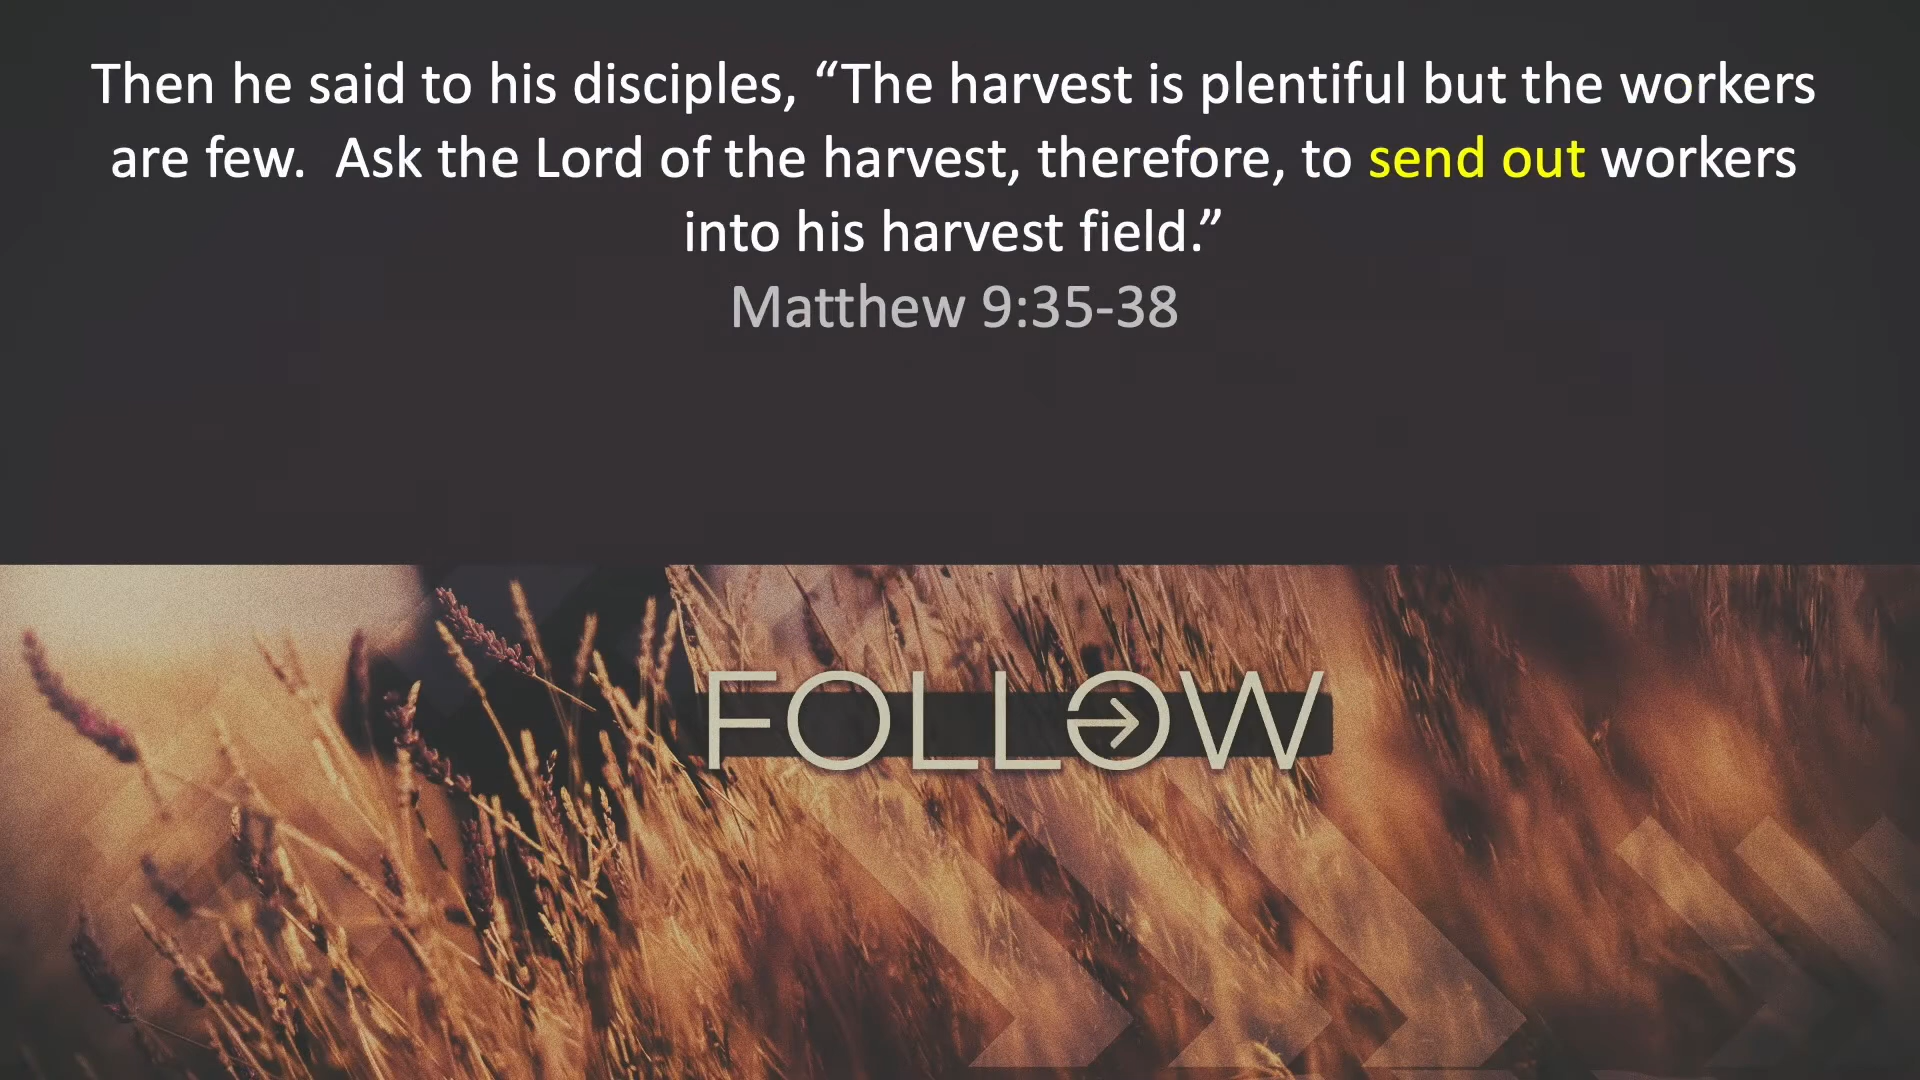 Then he said to his disciples, “The harvest is plentiful but the workers
are few.  Ask the Lord of the harvest, therefore, to send out workers
into his harvest field.”
Matthew 9:35-38
FOLLOW